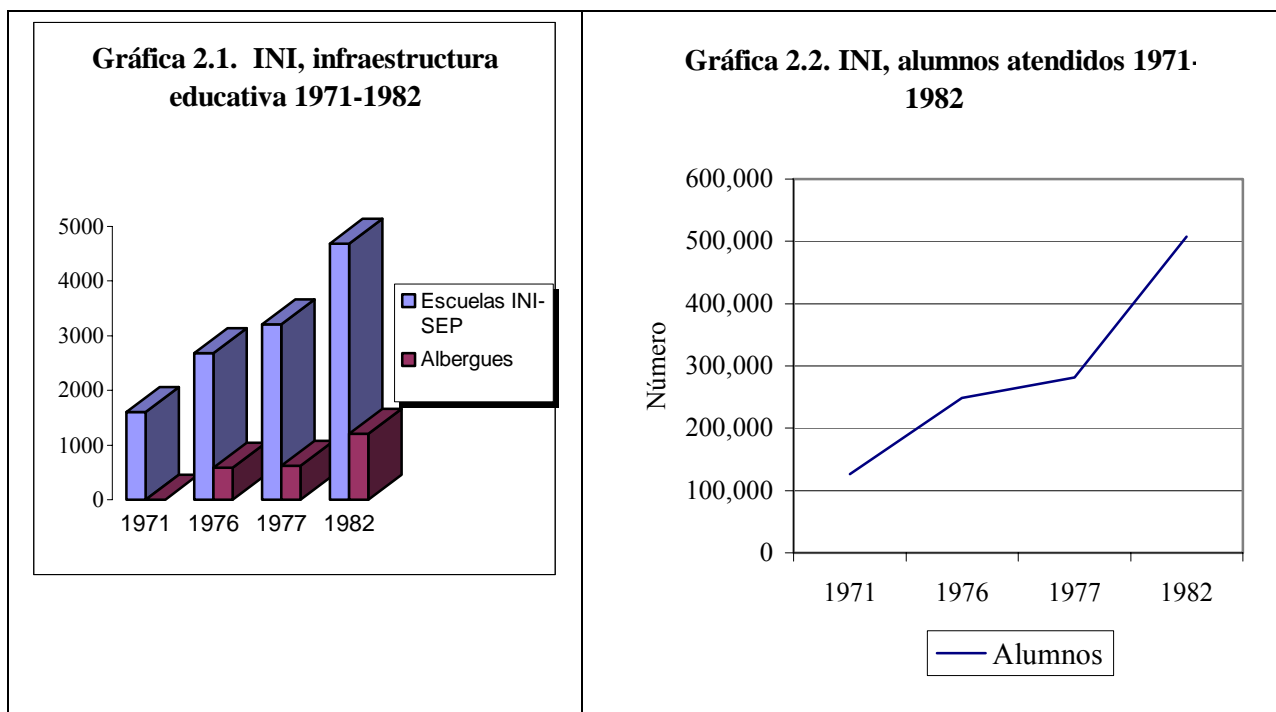 Gráfica 2.1.  INI, infraestructura
educativa 1971-1982
5000
4000
3000
2000
1000
0
1971
1976
1977
1982
Escuelas INI-
SEP
Albergues
Gráfica 2.2. INI, alumnos atendidos 1971-
1982
Número
600,000
500,000
400,000
300,000
200,000
100,000
0
1971
1976
1977
1982
Alumnos